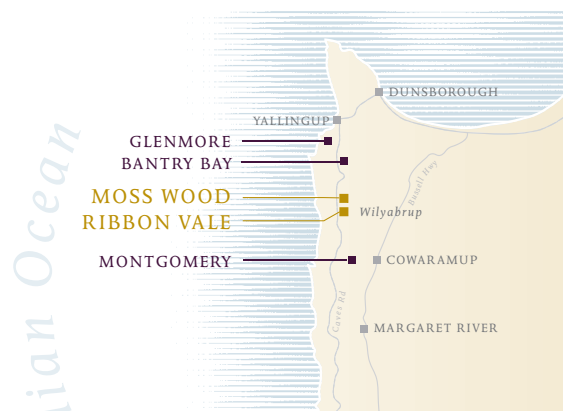 DUNSBOROUGH
YALLINGUP
GLENMORE
BANTRY BAY
Bussell Hwy
MOSS WOOD
RIBBON VALE
Wilyabrup
MONTGOMERY
COWARAMUP
Caves Rd
MARGARET RIVER
Ocean